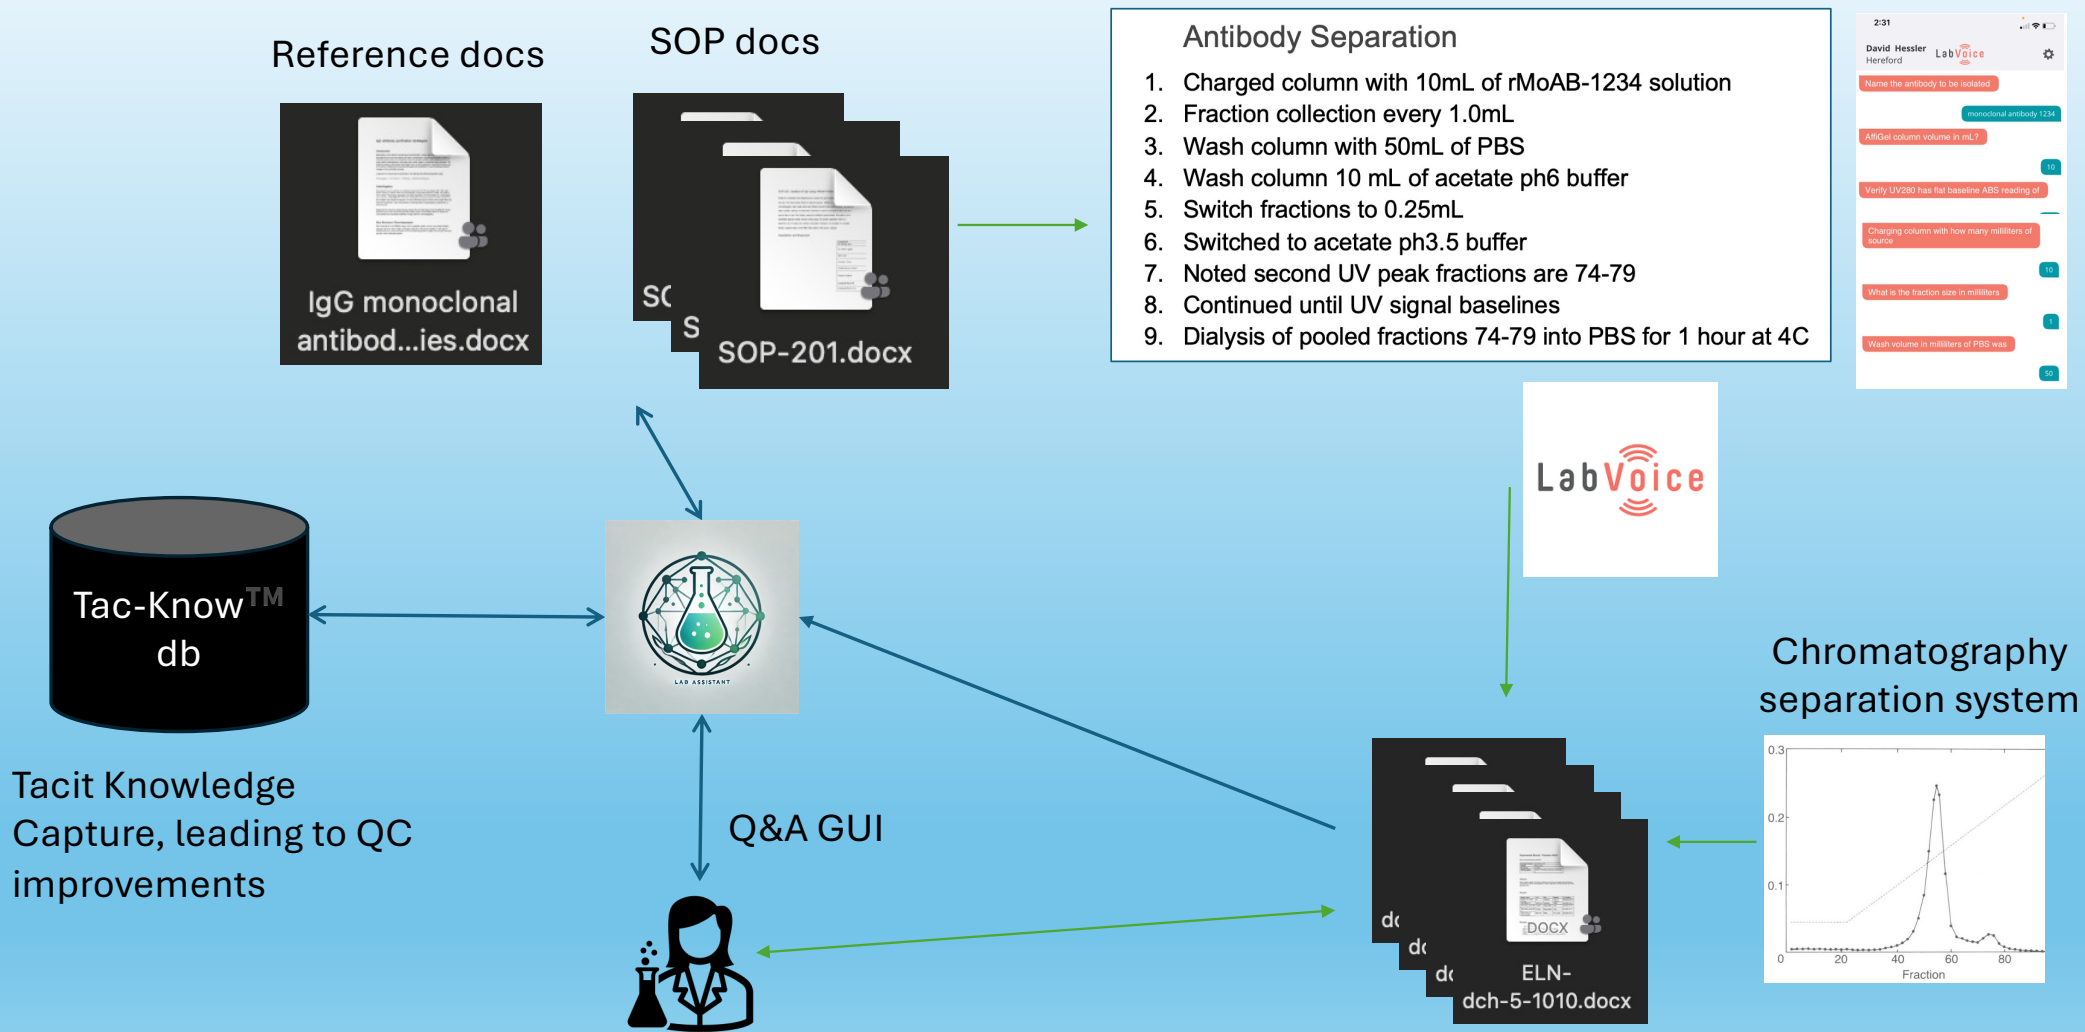 Reference docs
SOP docs
IgG monoclonal
antibod...ies.docx
SC
S
SOP-201.docx
Antibody Separation
1. Charged column with 10mL of rMoAB-1234 solution
2. Fraction collection every 1.0mL
3. Wash column with 50mL of PBS
4. Wash column 10 mL of acetate ph6 buffer
5. Switch fractions to 0.25mL
6. Switched to acetate ph3.5 buffer
7. Noted second UV peak fractions are 74-79
8. Continued until UV signal baselines
9. Dialysis of pooled fractions 74-79 into PBS for 1 hour at 4C
2:31
David Hessler
Hereford
LabVoice
Name the antibody to be isolated
monoclonal antibody 1234
AffiGel column volume in mL?
10
Verify UV280 has flat baseline ABS reading of
Charging column with how many milliliters of
source
10
What is the fraction size in milliliters
1
Wash volume in milliliters of PBS was
50
LabVoice
Tac-Know™
db
LAB ASSISTANT
Tacit Knowledge
Capture, leading to QC
improvements
Q&A GUI
Chromatography
separation system
0.3
0.2
0.1
0
20
40
60
80
Fraction
dc
dc
dc
DOCX
ELN-
dch-5-1010.docx